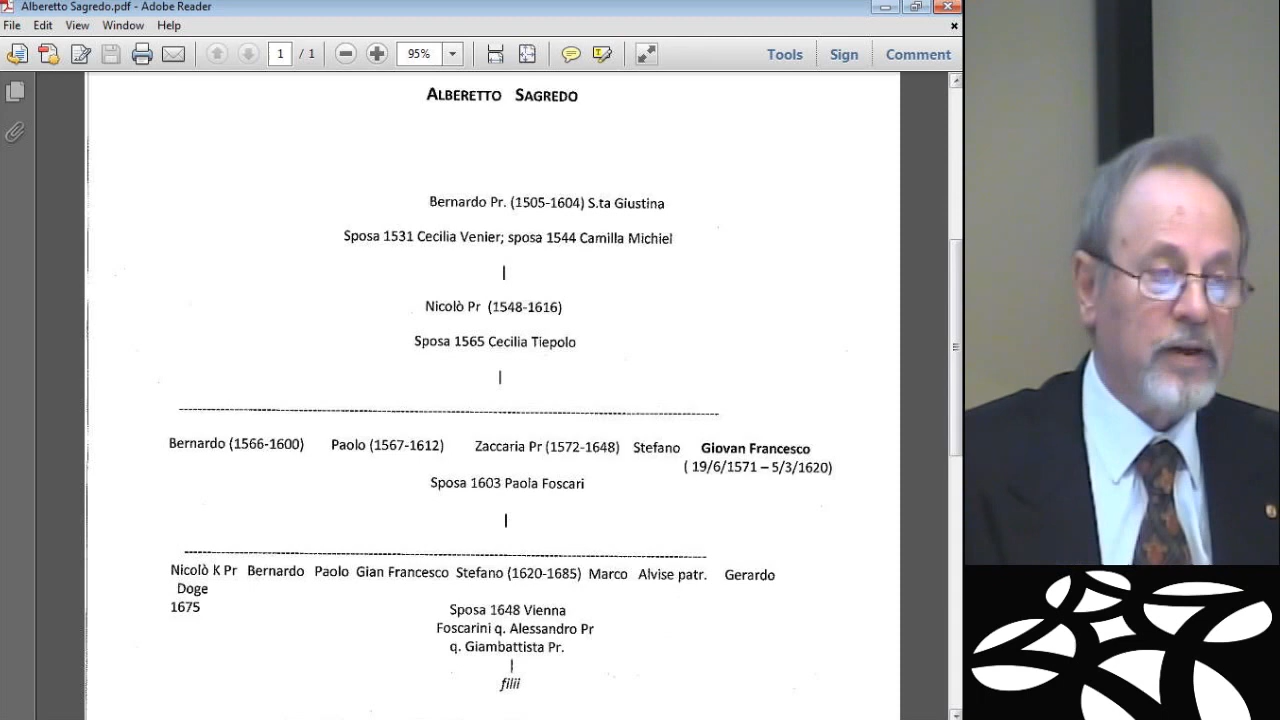 Alberetto Sagredo.pdf - Adobe Reader
File Edit View Window Help
1 / 1 95% Tools Sign Comment
ALBERETTO SAGREDO
Bernardo Pr. (1505-1604) S.ta Giustina
Sposa 1531 Cecilia Venier; sposa 1544 Camilla Michiel
Nicolò Pr (1548-1616)
Sposa 1565 Cecilia Tiepolo
Bernardo (1566-1600) Paolo (1567-1612) Zaccaria Pr (1572-1648) Stefano Giovan Francesco
( 19/6/1571 – 5/3/1620)
Sposa 1603 Paola Foscari
Nicolò K Pr Bernardo Paolo Gian Francesco Stefano (1620-1685) Marco Alvise patr. Gerardo
Doge
1675
Sposa 1648 Vienna
Foscarini q. Alessandro Pr
q. Giambattista Pr.
filii